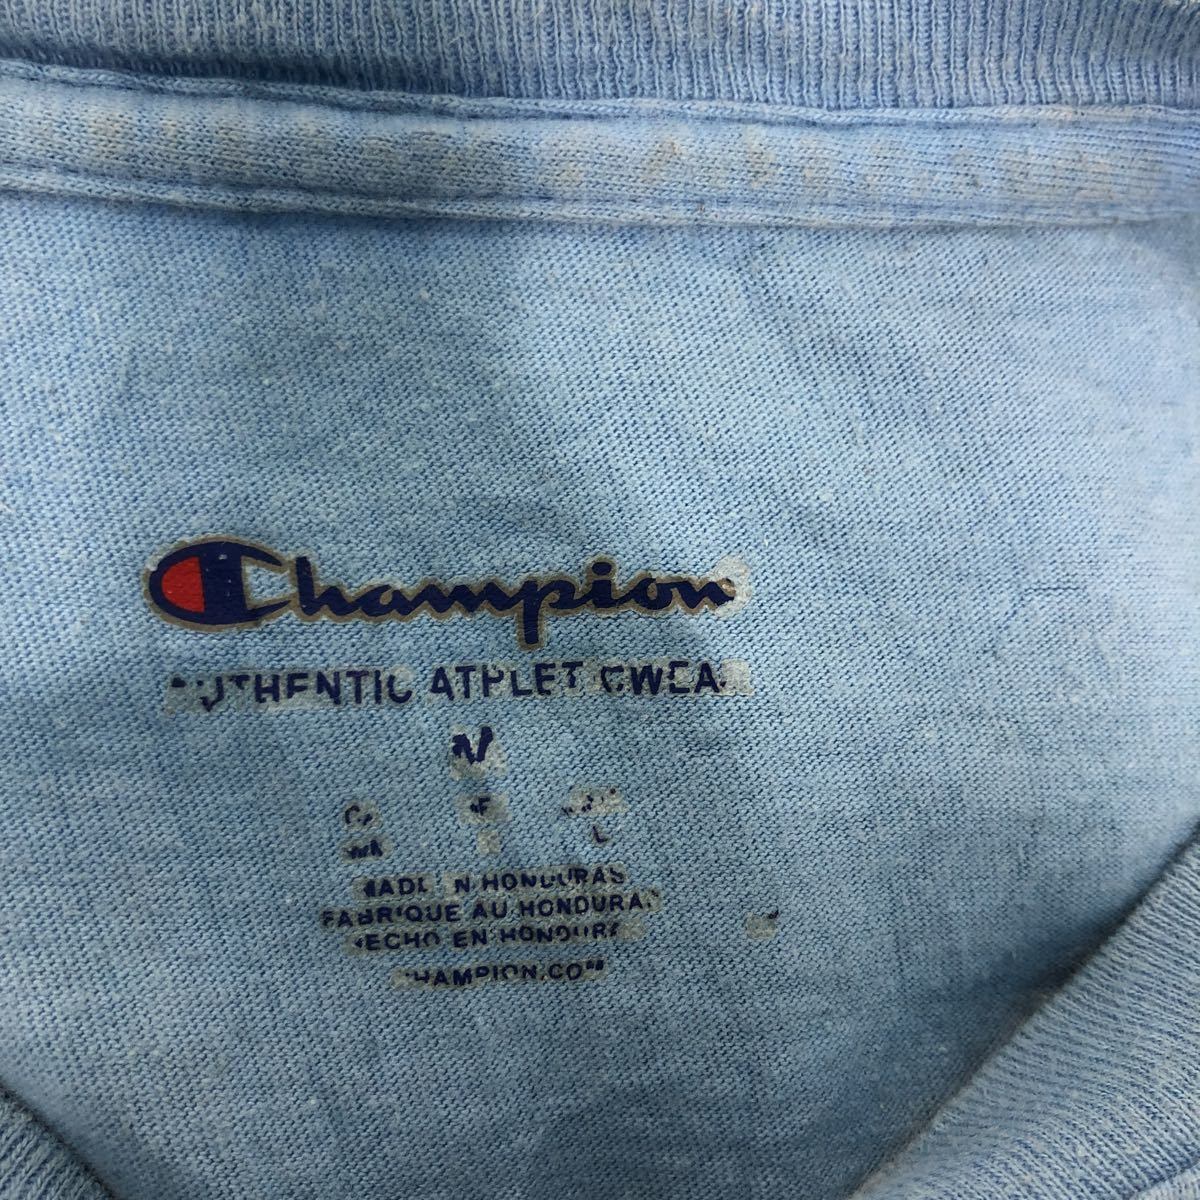 Champion
AUTHENTIC ATHLETICWEAR
M
MADE IN HONDURAS
FABRIQUE AU HONDURAS
HECHO EN HONDURAS
CHAMPION.COM